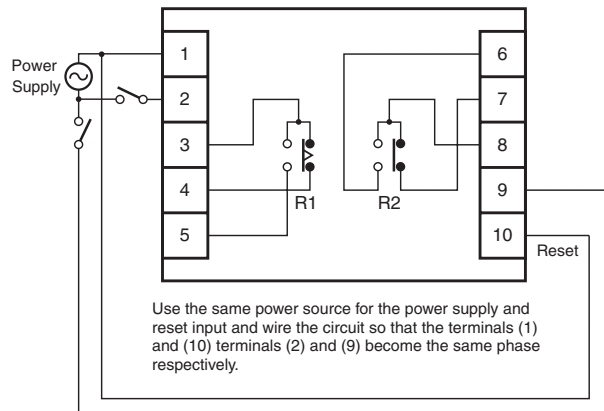 Power
Supply
1
2
3
4
5
6
7
8
9
10
R1
R2
Reset
Use the same power source for the power supply and
reset input and wire the circuit so that the terminals (1)
and (10) terminals (2) and (9) become the same phase
respectively.